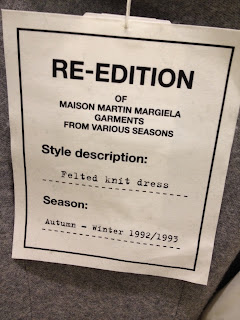 RE-EDITION
OF
MAISON MARTIN MARGIELA
GARMENTS
FROM VARIOUS SEASONS
Style description:
Felted knit dress
Season:
Autumn - Winter 1992/1993